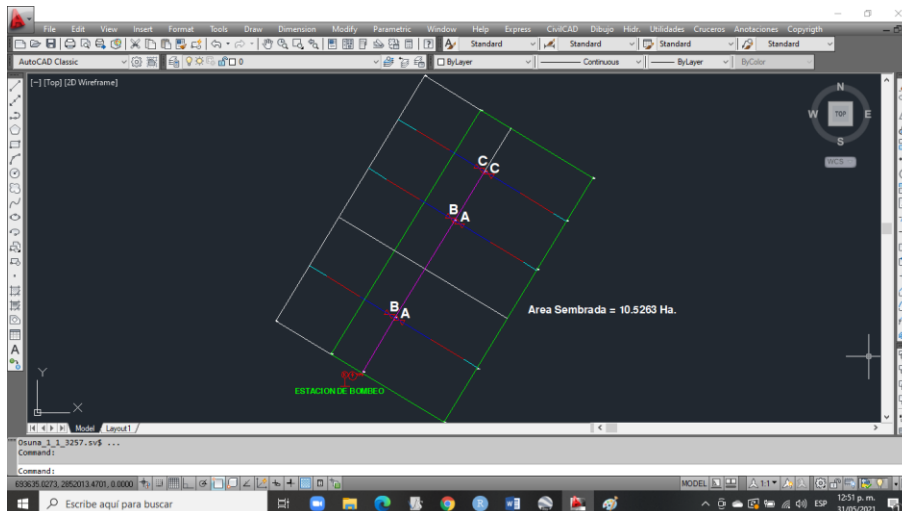 File Edit View Insert Format Tools Draw Dimension Modify Parametric Window Help Express CivilCAD Dibujo Hidr. Utilidades Cruceros Anotaciones Copyrigth
Standard Standard Standard Standard
AutoCAD Classic 0 ByLayer Continuous ByLayer ByColor
[−] [Top] [2D Wireframe]
N
W TOP E
S
WCS
C C
B A
B A
Area Sembrada = 10.5263 Ha.
ESTACION DE BOMBEO
Y
X
Model Layout1
Osuna_1_1_3257.sv$ ...
Command:
Command:
693635.0273, 2852013.4701, 0.0000 MODEL 1:1
Escribe aquí para buscar ESP 12:51 p. m.
31/05/2021